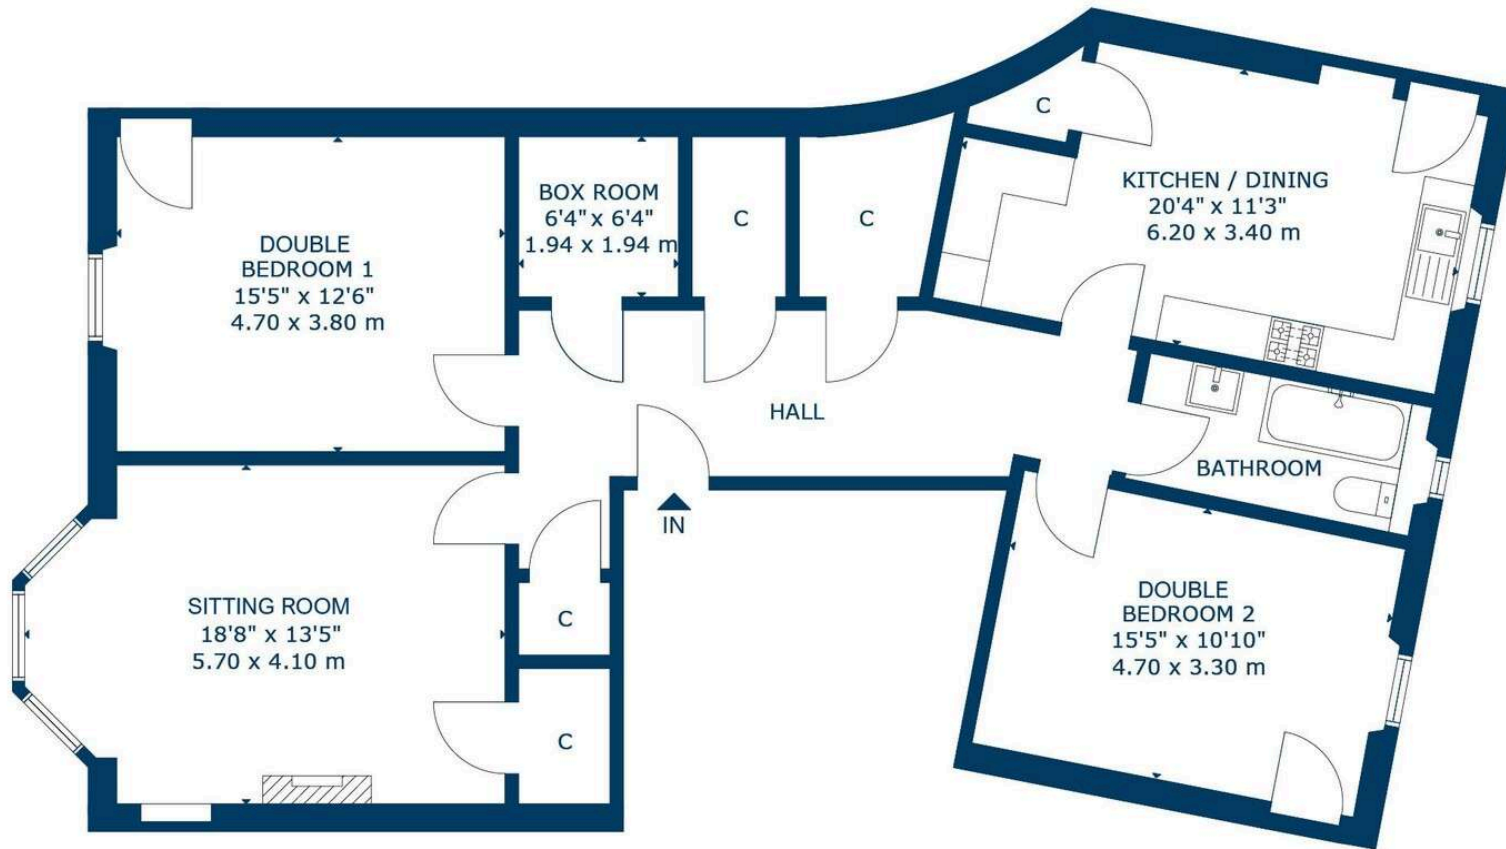 DOUBLE
BEDROOM 1
15'5" x 12'6"
4.70 x 3.80 m
BOX ROOM
6'4" x 6'4"
1.94 x 1.94 m
C
C
C
KITCHEN / DINING
20'4" x 11'3"
6.20 x 3.40 m
HALL
BATHROOM
IN
SITTING ROOM
18'8" x 13'5"
5.70 x 4.10 m
C
C
DOUBLE
BEDROOM 2
15'5" x 10'10"
4.70 x 3.30 m